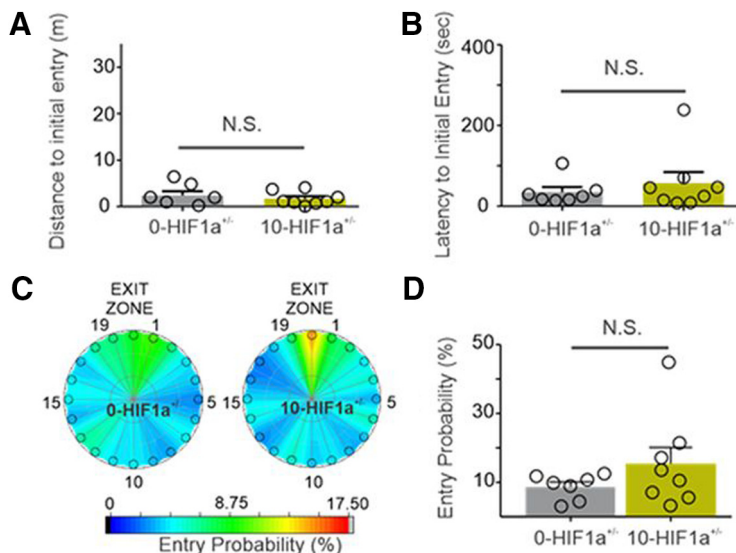 A
Distance to initial entry (m)
30
20
10
0
N.S.
0-HIF1a+/-
10-HIF1a+/-
B
Latency to Initial Entry (sec)
400
200
0
N.S.
0-HIF1a+/-
10-HIF1a+/-
C
EXIT
ZONE
19
1
15
5
10
0-HIF1a+/-
EXIT
ZONE
19
1
15
5
10
10-HIF1a+/-
0
8.75
17.50
Entry Probability (%)
D
Entry Probability (%)
50
30
10
N.S.
0-HIF1a+/-
10-HIF1a+/-